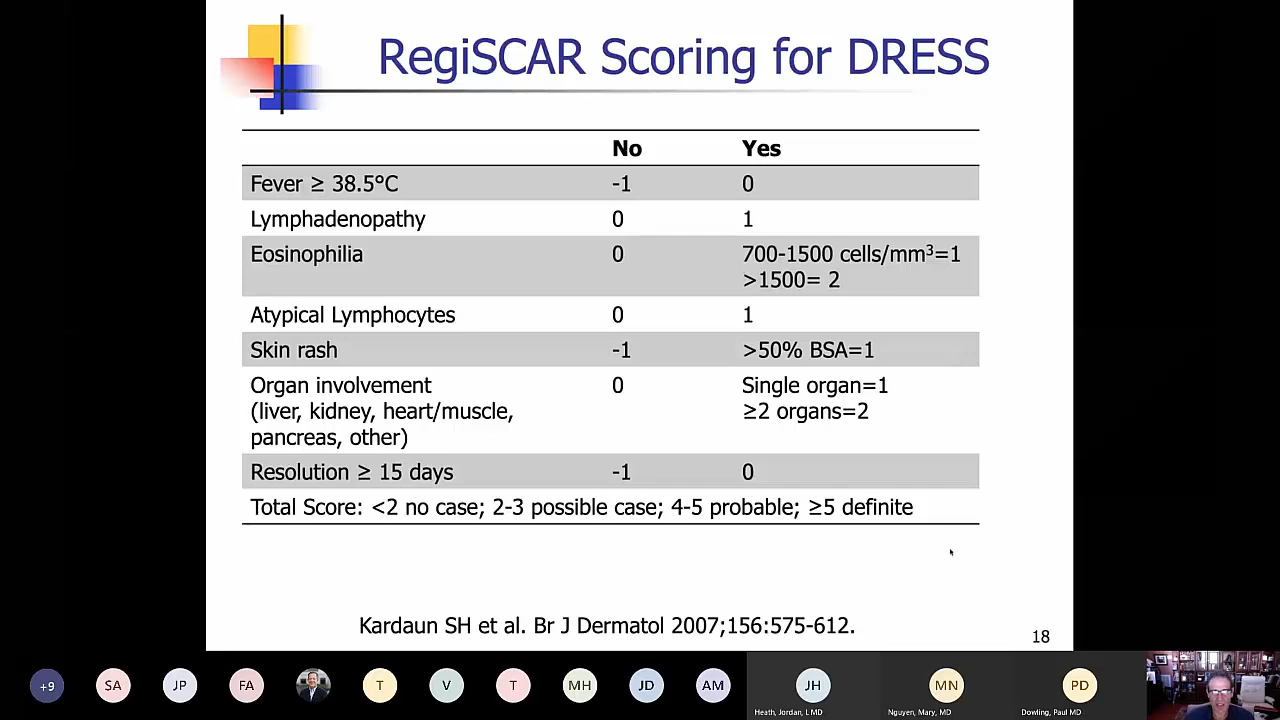 RegiSCAR Scoring for DRESS
No Yes
Fever ≥ 38.5°C -1 0
Lymphadenopathy 0 1
Eosinophilia 0 700-1500 cells/mm³=1
>1500= 2
Atypical Lymphocytes 0 1
Skin rash -1 >50% BSA=1
Organ involvement 0 Single organ=1
(liver, kidney, heart/muscle, ≥2 organs=2
pancreas, other)
Resolution ≥ 15 days -1 0
Total Score: <2 no case; 2-3 possible case; 4-5 probable; ≥5 definite
Kardaun SH et al. Br J Dermatol 2007;156:575-612.
18
+9 SA JP FA T V T MH JD AM JH MN PD
Heath, Jordan, L MD Nguyen, Mary, MD Dowling, Paul MD